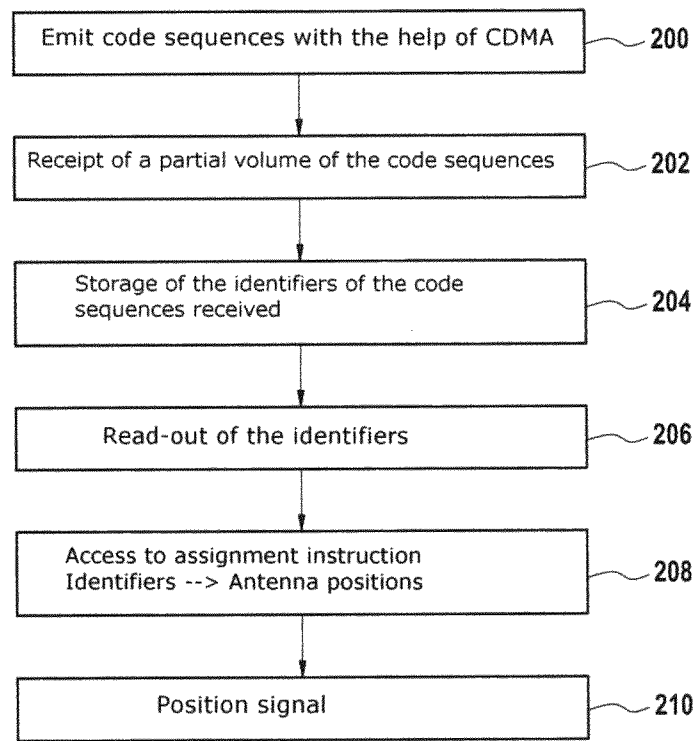 Emit code sequences with the help of CDMA 200
Receipt of a partial volume of the code sequences 202
Storage of the identifiers of the code
sequences received 204
Read-out of the identifiers 206
Access to assignment instruction
Identifiers --> Antenna positions 208
Position signal 210